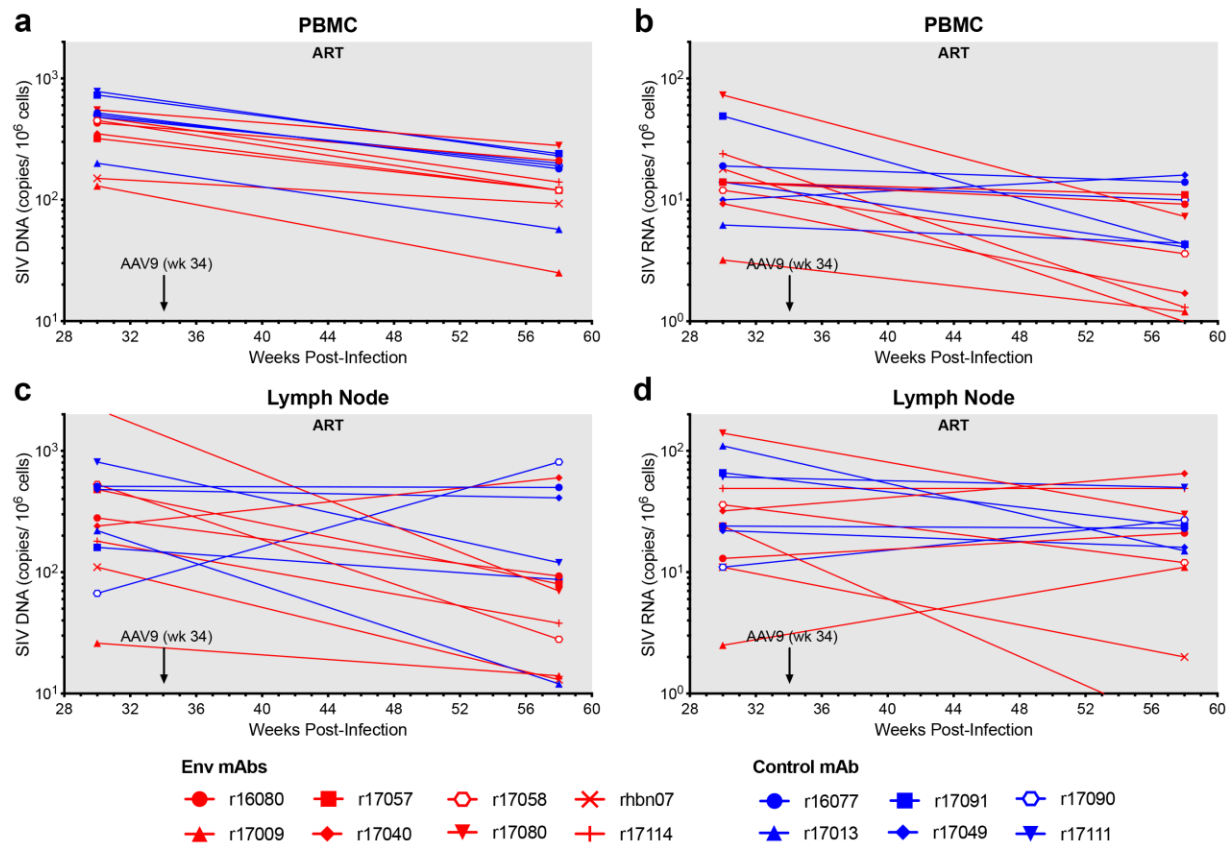 a
PBMC
ART
SIV DNA (copies/ 10⁶ cells)
10³
10²
10¹
AAV9 (wk 34)
28 32 36 40 44 48 52 56 60
Weeks Post-Infection
b
PBMC
ART
SIV RNA (copies/ 10⁶ cells)
10²
10¹
10⁰
AAV9 (wk 34)
28 32 36 40 44 48 52 56 60
Weeks Post-Infection
c
Lymph Node
ART
SIV DNA (copies/ 10⁶ cells)
10³
10²
10¹
AAV9 (wk 34)
28 32 36 40 44 48 52 56 60
Weeks Post-Infection
d
Lymph Node
ART
SIV RNA (copies/ 10⁶ cells)
10²
10¹
10⁰
AAV9 (wk 34)
28 32 36 40 44 48 52 56 60
Weeks Post-Infection
Env mAbs
r16080 r17057 r17058 rhbn07
r17009 r17040 r17080 r17114
Control mAb
r16077 r17091 r17090
r17013 r17049 r17111